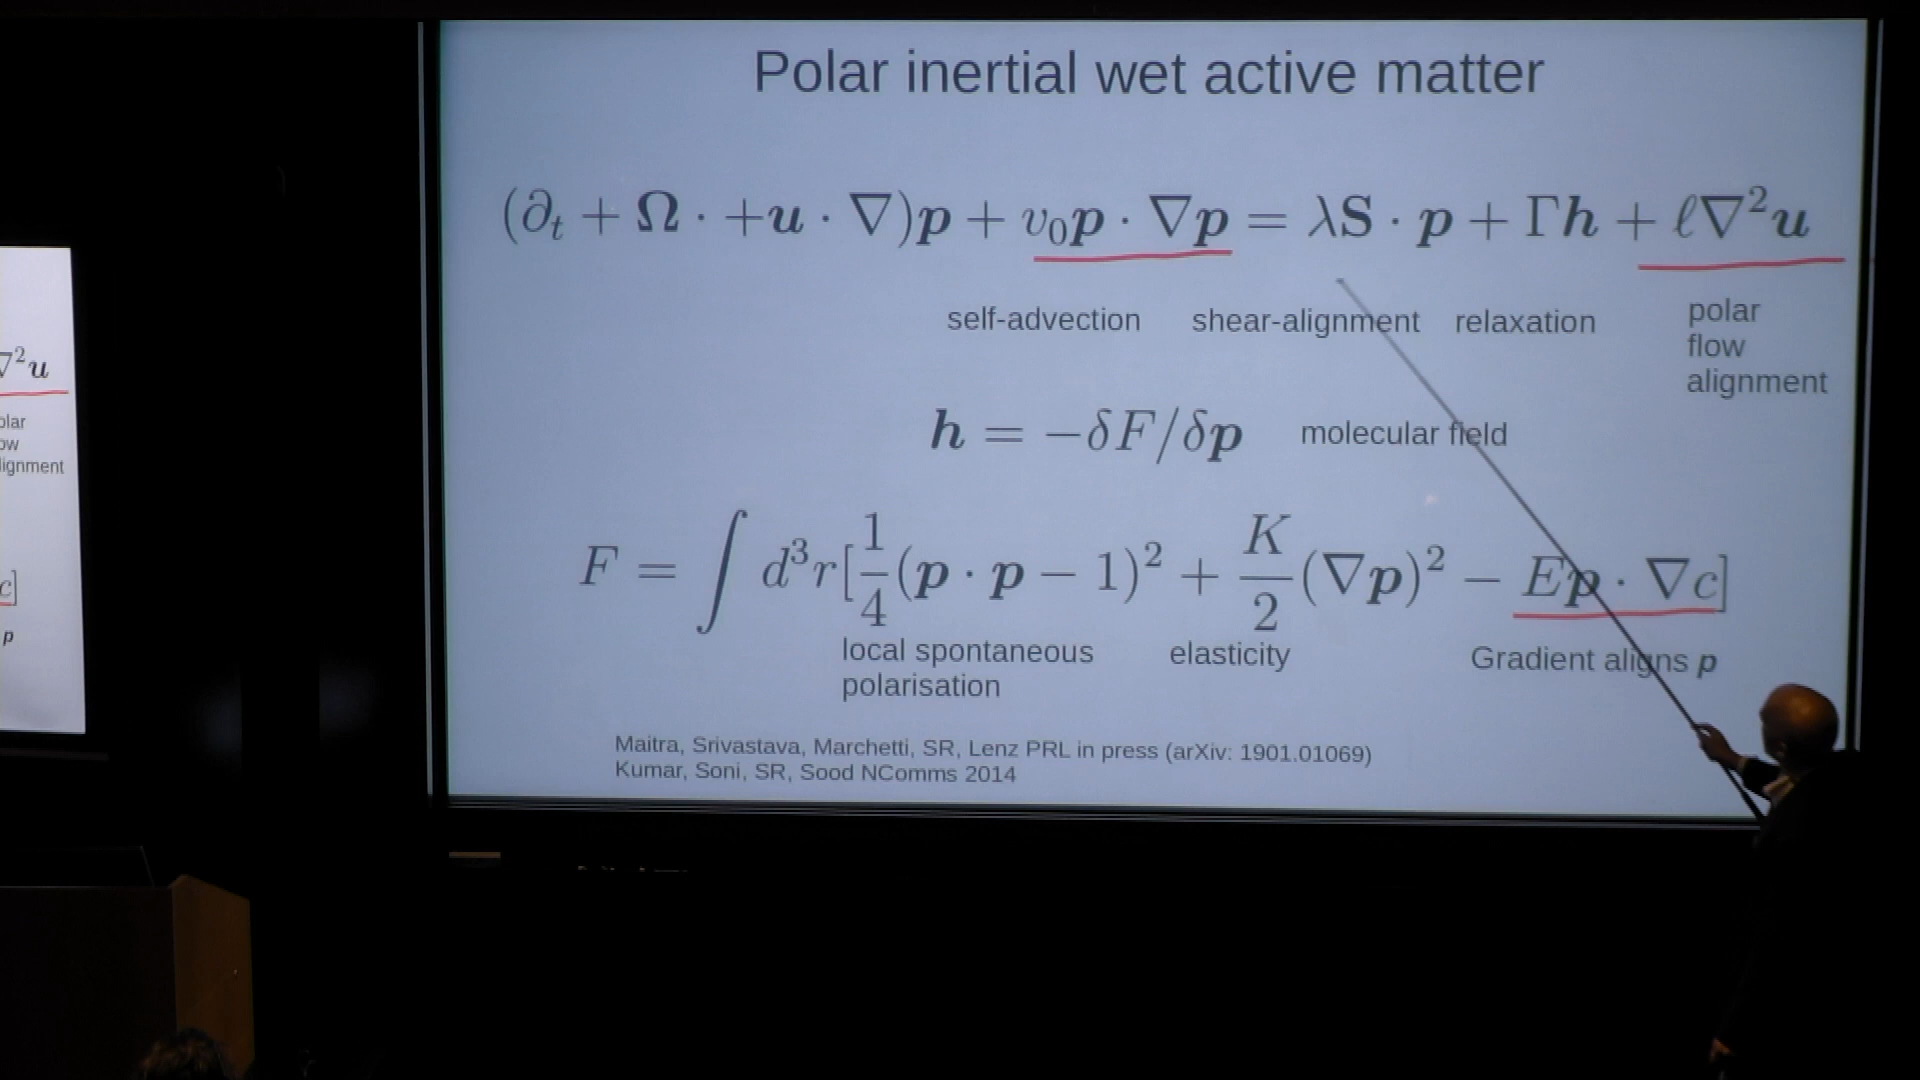 Polar inertial wet active matter
(∂ₜ + Ω · +u · ∇)p + v₀p · ∇p = λS · p + Γh + ℓ∇²u
self-advection shear-alignment relaxation polar
flow
alignment
h = −δF/δp molecular field
F = ∫ d³r[1/4(p · p − 1)² + K/2(∇p)² − Ep · ∇c]
local spontaneous elasticity Gradient aligns p
polarisation
Maitra, Srivastava, Marchetti, SR, Lenz PRL in press (arXiv: 1901.01069)
Kumar, Soni, SR, Sood NComms 2014
∇²u
olar
ow
lignment
c]
p